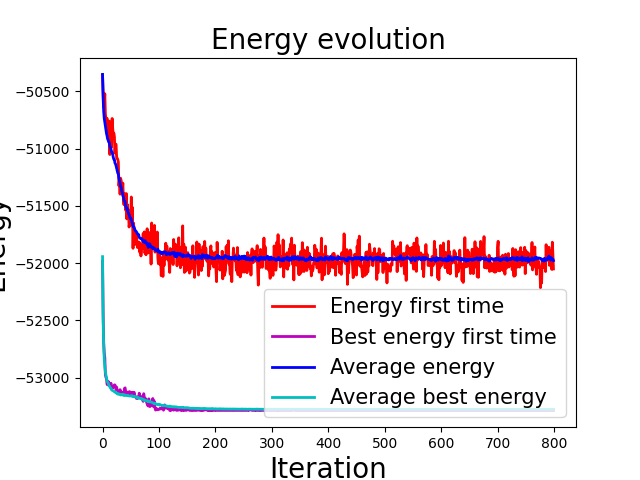 Energy evolution
Energy
−50500
−51000
−51500
−52000
−52500
−53000
Energy first time
Best energy first time
Average energy
Average best energy
0
100
200
300
400
500
600
700
800
Iteration